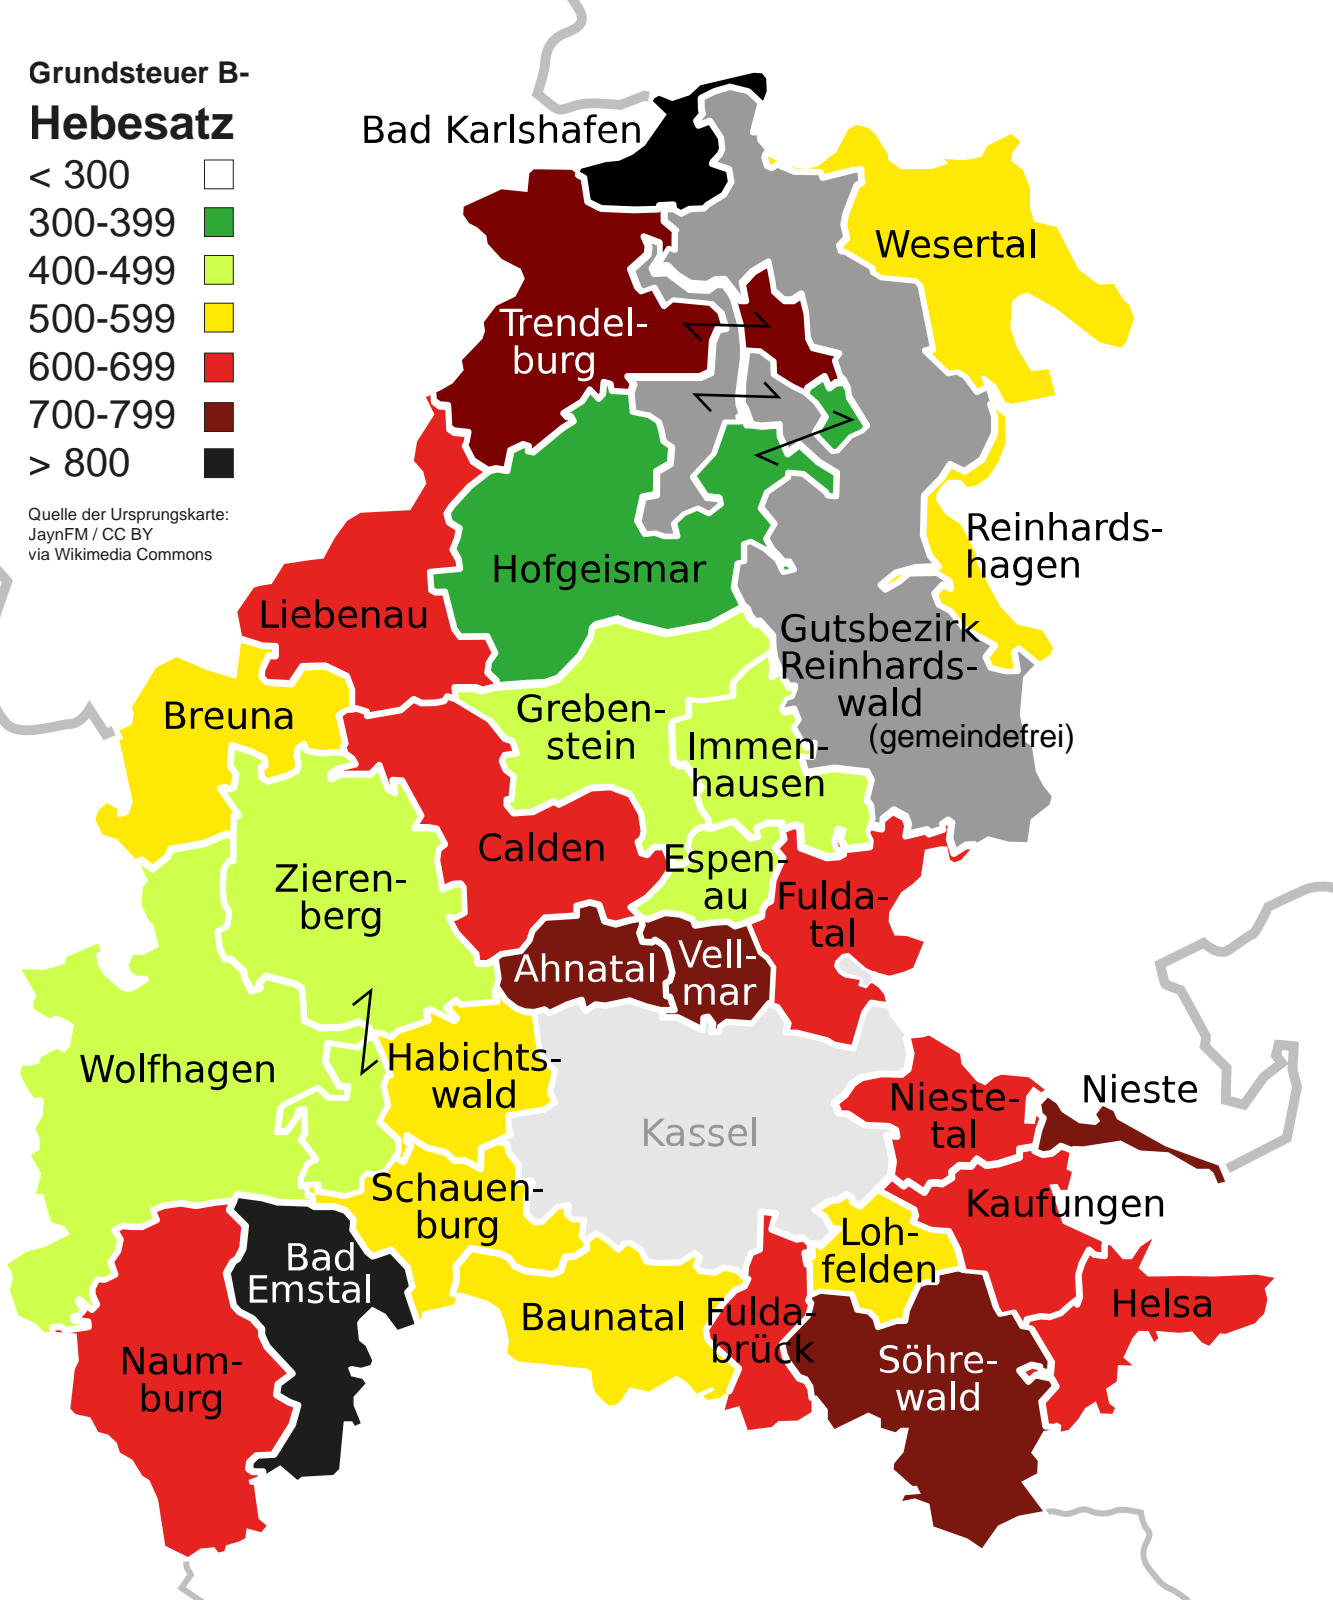 Grundsteuer B-
Hebesatz
< 300
300-399
400-499
500-599
600-699
700-799
> 800
Quelle der Ursprungskarte:
JaynFM / CC BY
via Wikimedia Commons
Bad Karlshafen
Wesertal
Trendel-
burg
Reinhards-
hagen
Hofgeismar
Liebenau
Gutsbezirk
Reinhards-
wald
(gemeindefrei)
Breuna
Greben-
stein
Immen-
hausen
Calden
Espen-
au
Zieren-
berg
Fulda-
tal
Ahnatal
Vell-
mar
Wolfhagen
Habichts-
wald
Kassel
Nieste-
tal
Nieste
Schauen-
burg
Kaufungen
Loh-
felden
Bad
Emstal
Baunatal
Fulda-
brück
Helsa
Naum-
burg
Söhre-
wald